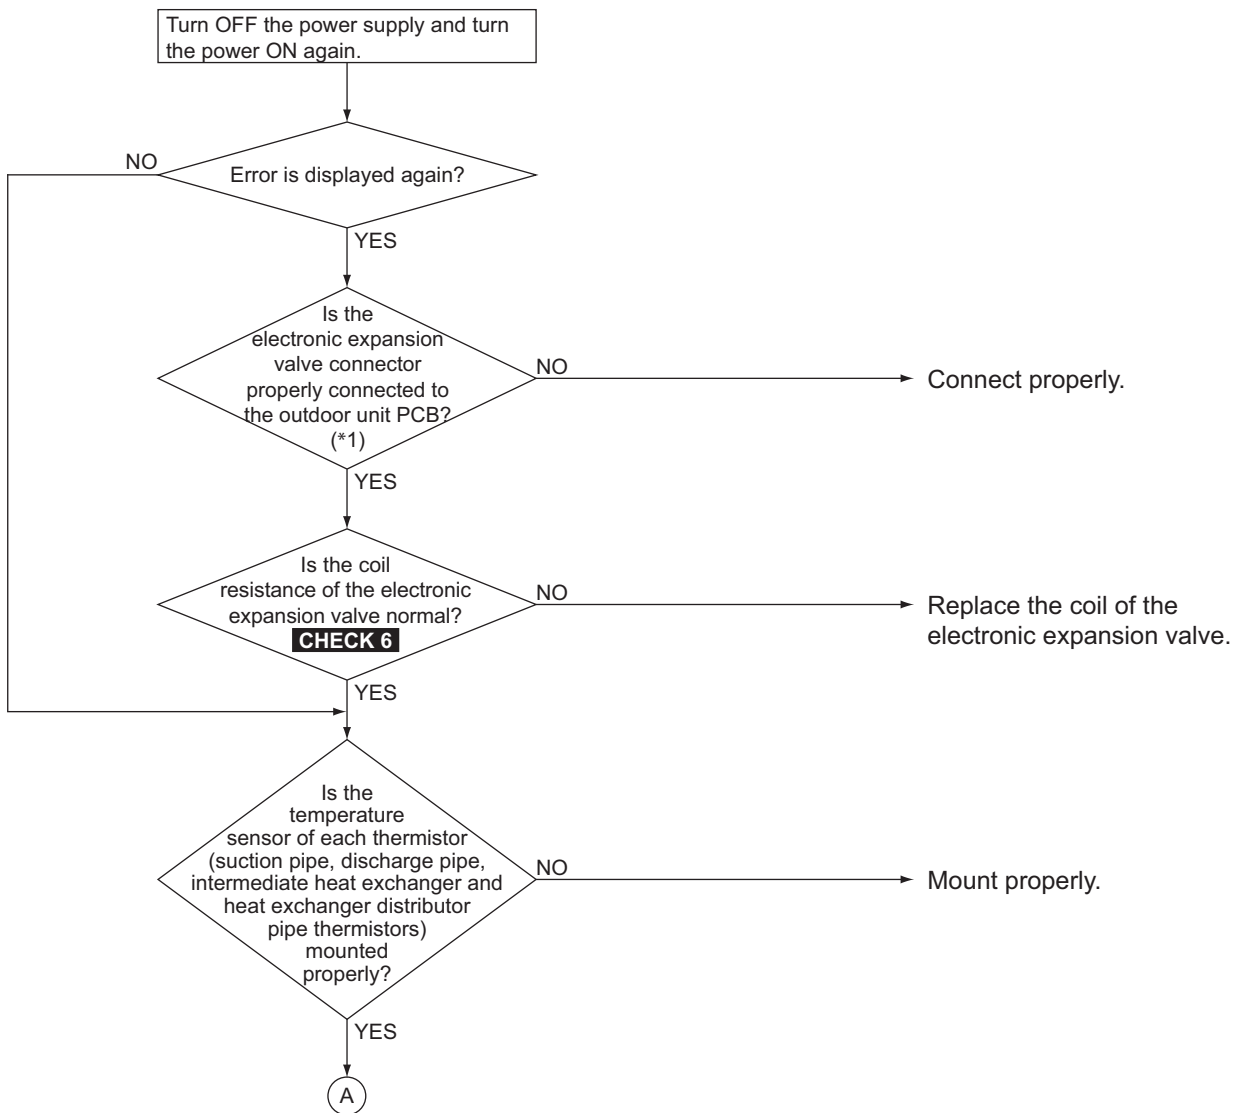 Turn OFF the power supply and turn
the power ON again.
NO
Error is displayed again?
YES
Is the
electronic expansion
valve connector
properly connected to
the outdoor unit PCB?
(*1)
NO
Connect properly.
YES
Is the coil
resistance of the electronic
expansion valve normal?
CHECK 6
NO
Replace the coil of the
electronic expansion valve.
YES
Is the
temperature
sensor of each thermistor
(suction pipe, discharge pipe,
intermediate heat exchanger and
heat exchanger distributor
pipe thermistors)
mounted
properly?
NO
Mount properly.
YES
A